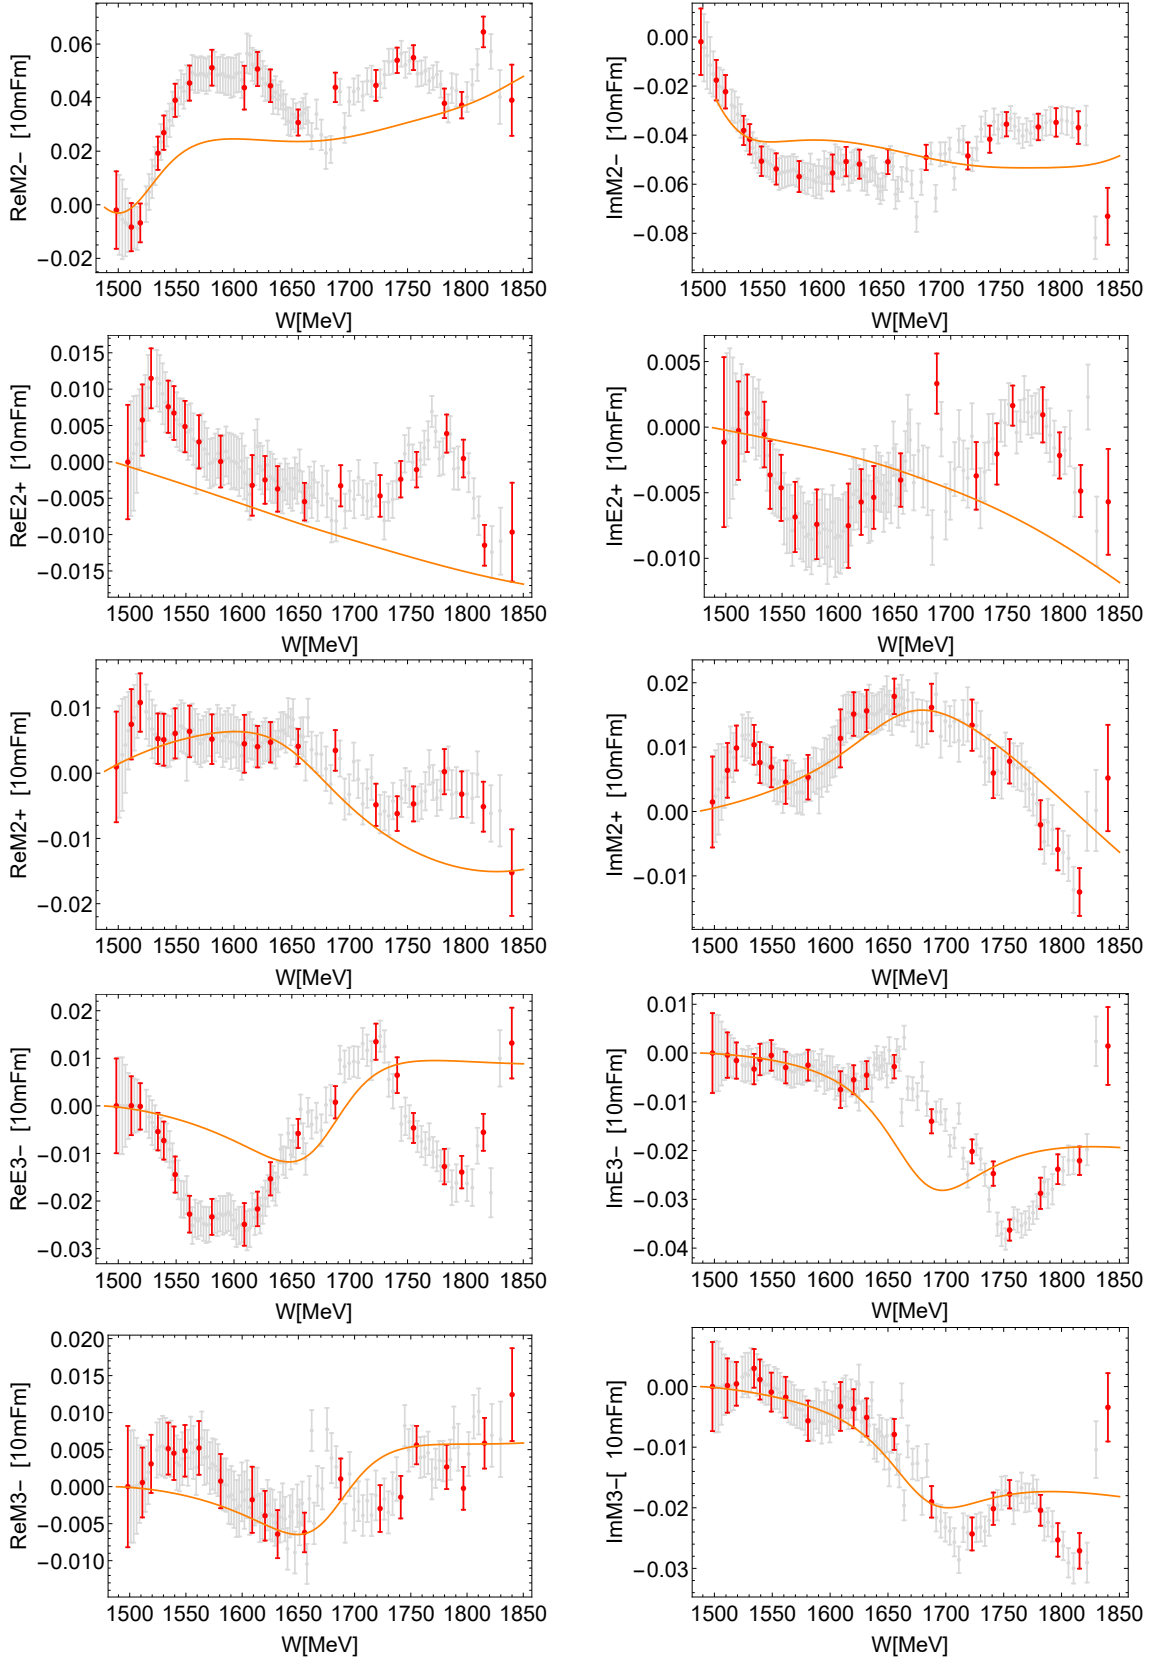 ReM2− [10mFm]
0.06
0.04
0.02
0.00
−0.02
1500 1550 1600 1650 1700 1750 1800 1850
W[MeV]
ImM2− [10mFm]
0.00
−0.02
−0.04
−0.06
−0.08
1500 1550 1600 1650 1700 1750 1800 1850
W[MeV]
ReE2+ [10mFm]
0.015
0.010
0.005
0.000
−0.005
−0.010
−0.015
1500 1550 1600 1650 1700 1750 1800 1850
W[MeV]
ImE2+ [10mFm]
0.005
0.000
−0.005
−0.010
1500 1550 1600 1650 1700 1750 1800 1850
W[MeV]
ReM2+ [10mFm]
0.01
0.00
−0.01
−0.02
1500 1550 1600 1650 1700 1750 1800 1850
W[MeV]
ImM2+ [10mFm]
0.02
0.01
0.00
−0.01
1500 1550 1600 1650 1700 1750 1800 1850
W[MeV]
ReE3− [10mFm]
0.02
0.01
0.00
−0.01
−0.02
−0.03
1500 1550 1600 1650 1700 1750 1800 1850
W[MeV]
ImE3− [10mFm]
0.01
0.00
−0.01
−0.02
−0.03
−0.04
1500 1550 1600 1650 1700 1750 1800 1850
W[MeV]
ReM3− [10mFm]
0.020
0.015
0.010
0.005
0.000
−0.005
−0.010
1500 1550 1600 1650 1700 1750 1800 1850
W[MeV]
ImM3−[ 10mFm]
0.00
−0.01
−0.02
−0.03
1500 1550 1600 1650 1700 1750 1800 1850
W[MeV]